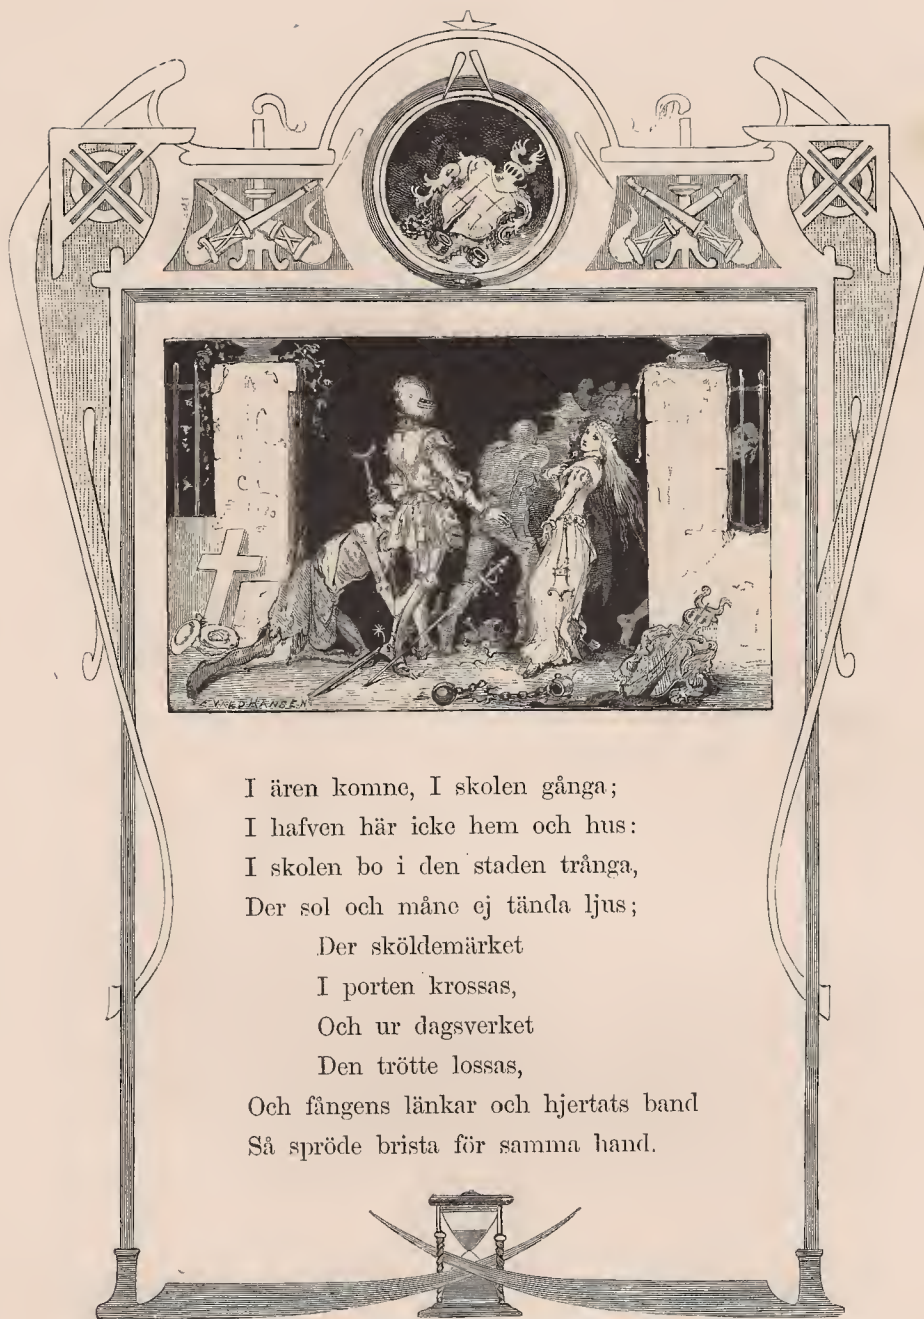 E. V. R. ED. HANSEN
I ären komne, I skolen gånga;
I hafven här icke hem och hus:
I skolen bo i den staden trånga,
Der sol och måne ej tända ljus;
Der sköldemärket
I porten krossas,
Och ur dagsverket
Den trötte lossas,
Och fångens länkar och hjertats band
Så spröde brista för samma hand.